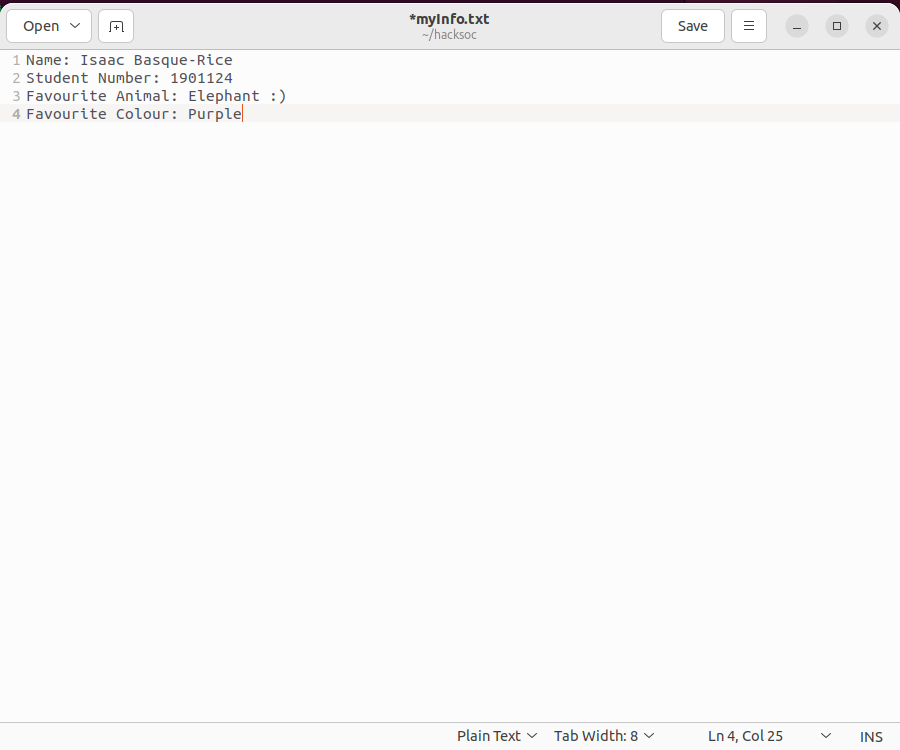 Open
*myInfo.txt
~/hacksoc
Save
1 Name: Isaac Basque-Rice
2 Student Number: 1901124
3 Favourite Animal: Elephant :)
4 Favourite Colour: Purple
Plain Text Tab Width: 8 Ln 4, Col 25 INS